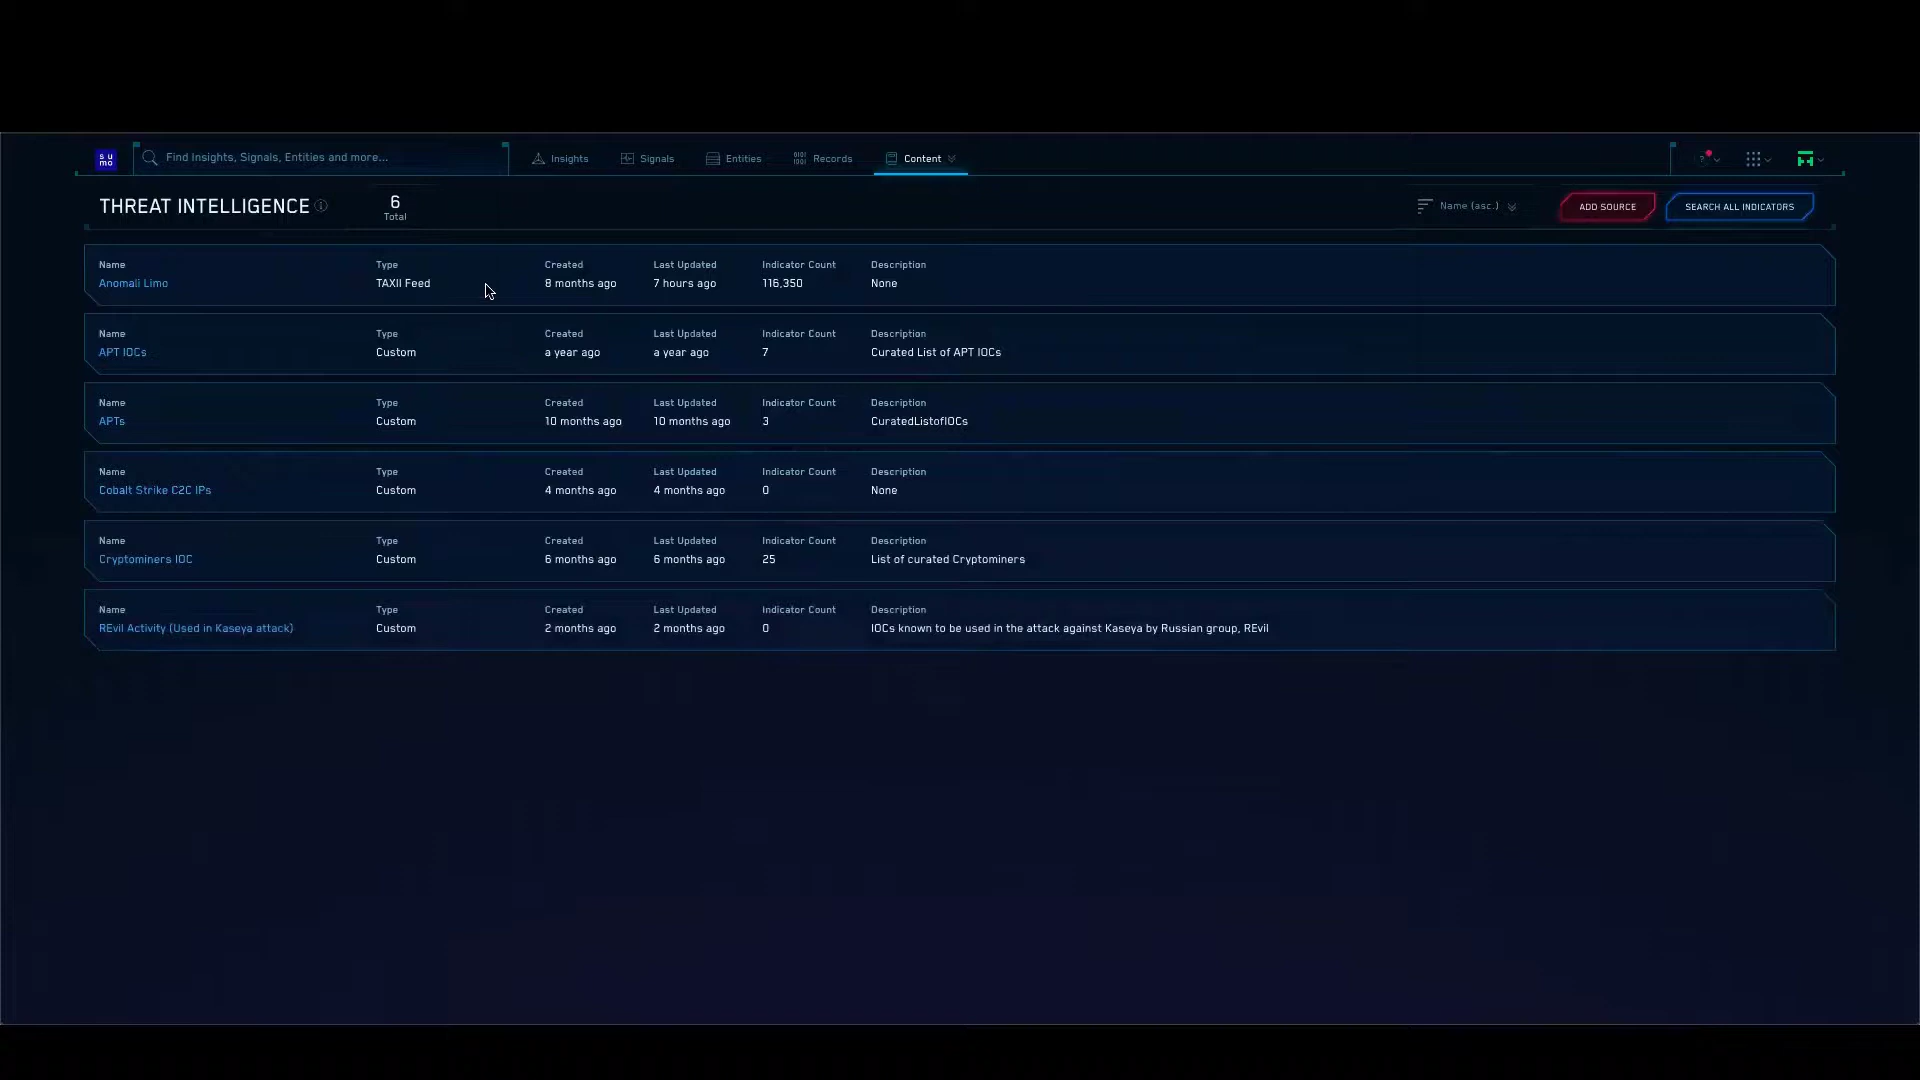 su
mo
Find Insights, Signals, Entities and more...
Insights
Signals
Entities
Records
Content
?
THREAT INTELLIGENCE
6
Total
Name (asc.)
ADD SOURCE
SEARCH ALL INDICATORS
Name Type Created Last Updated Indicator Count Description
Anomali Limo TAXII Feed 8 months ago 7 hours ago 116,350 None
Name Type Created Last Updated Indicator Count Description
APT IOCs Custom a year ago a year ago 7 Curated List of APT IOCs
Name Type Created Last Updated Indicator Count Description
APTs Custom 10 months ago 10 months ago 3 CuratedListofIOCs
Name Type Created Last Updated Indicator Count Description
Cobalt Strike C2C IPs Custom 4 months ago 4 months ago 0 None
Name Type Created Last Updated Indicator Count Description
Cryptominers IOC Custom 6 months ago 6 months ago 25 List of curated Cryptominers
Name Type Created Last Updated Indicator Count Description
REvil Activity (Used in Kaseya attack) Custom 2 months ago 2 months ago 0 IOCs known to be used in the attack against Kaseya by Russian group, REvil